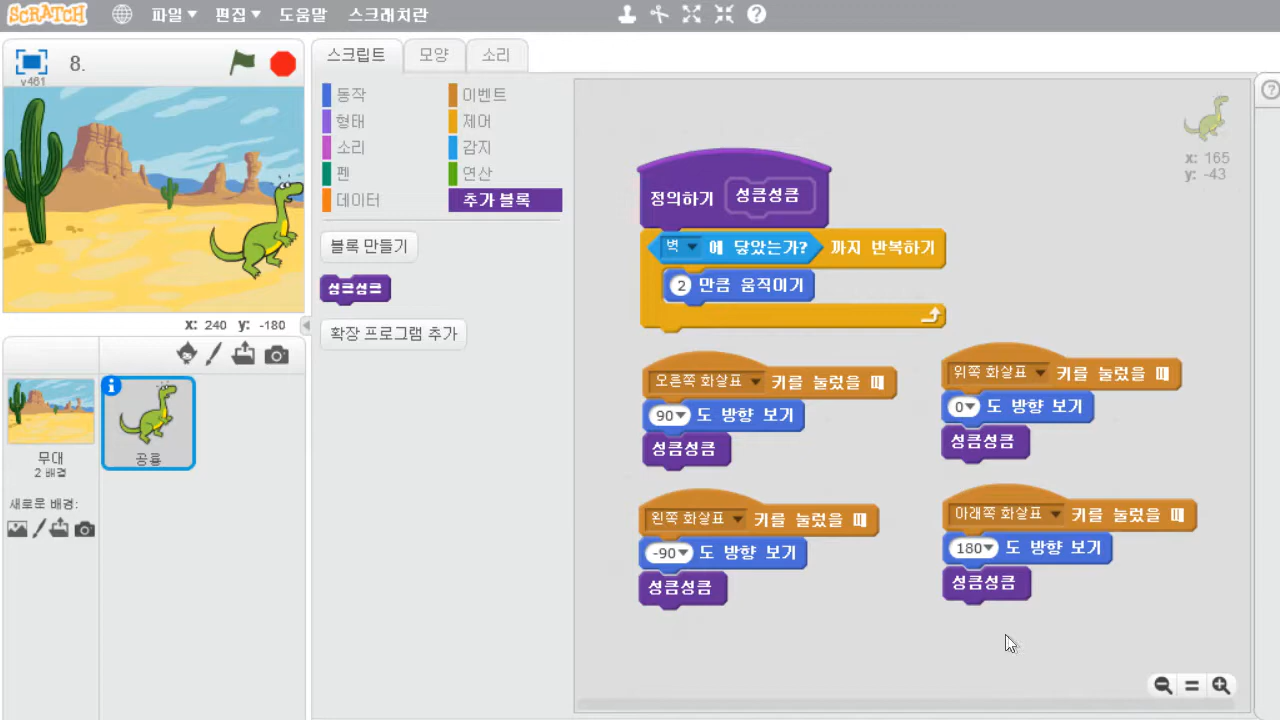 SCRATCH 파일 편집 도움말 스크래치란
v461
8.
스크립트 모양 소리
동작 이벤트
형태 제어
소리 감지
펜 연산
데이터 추가 블록
블록 만들기
성큼성큼
확장 프로그램 추가
x: 240 y: -180
무대
2 배경
새로운 배경:
공룡
x: 165
y: -43
정의하기 성큼성큼
벽 에 닿았는가? 까지 반복하기
2 만큼 움직이기
오른쪽 화살표 키를 눌렀을 때
90 도 방향 보기
성큼성큼
위쪽 화살표 키를 눌렀을 때
0 도 방향 보기
성큼성큼
왼쪽 화살표 키를 눌렀을 때
-90 도 방향 보기
성큼성큼
아래쪽 화살표 키를 눌렀을 때
180 도 방향 보기
성큼성큼